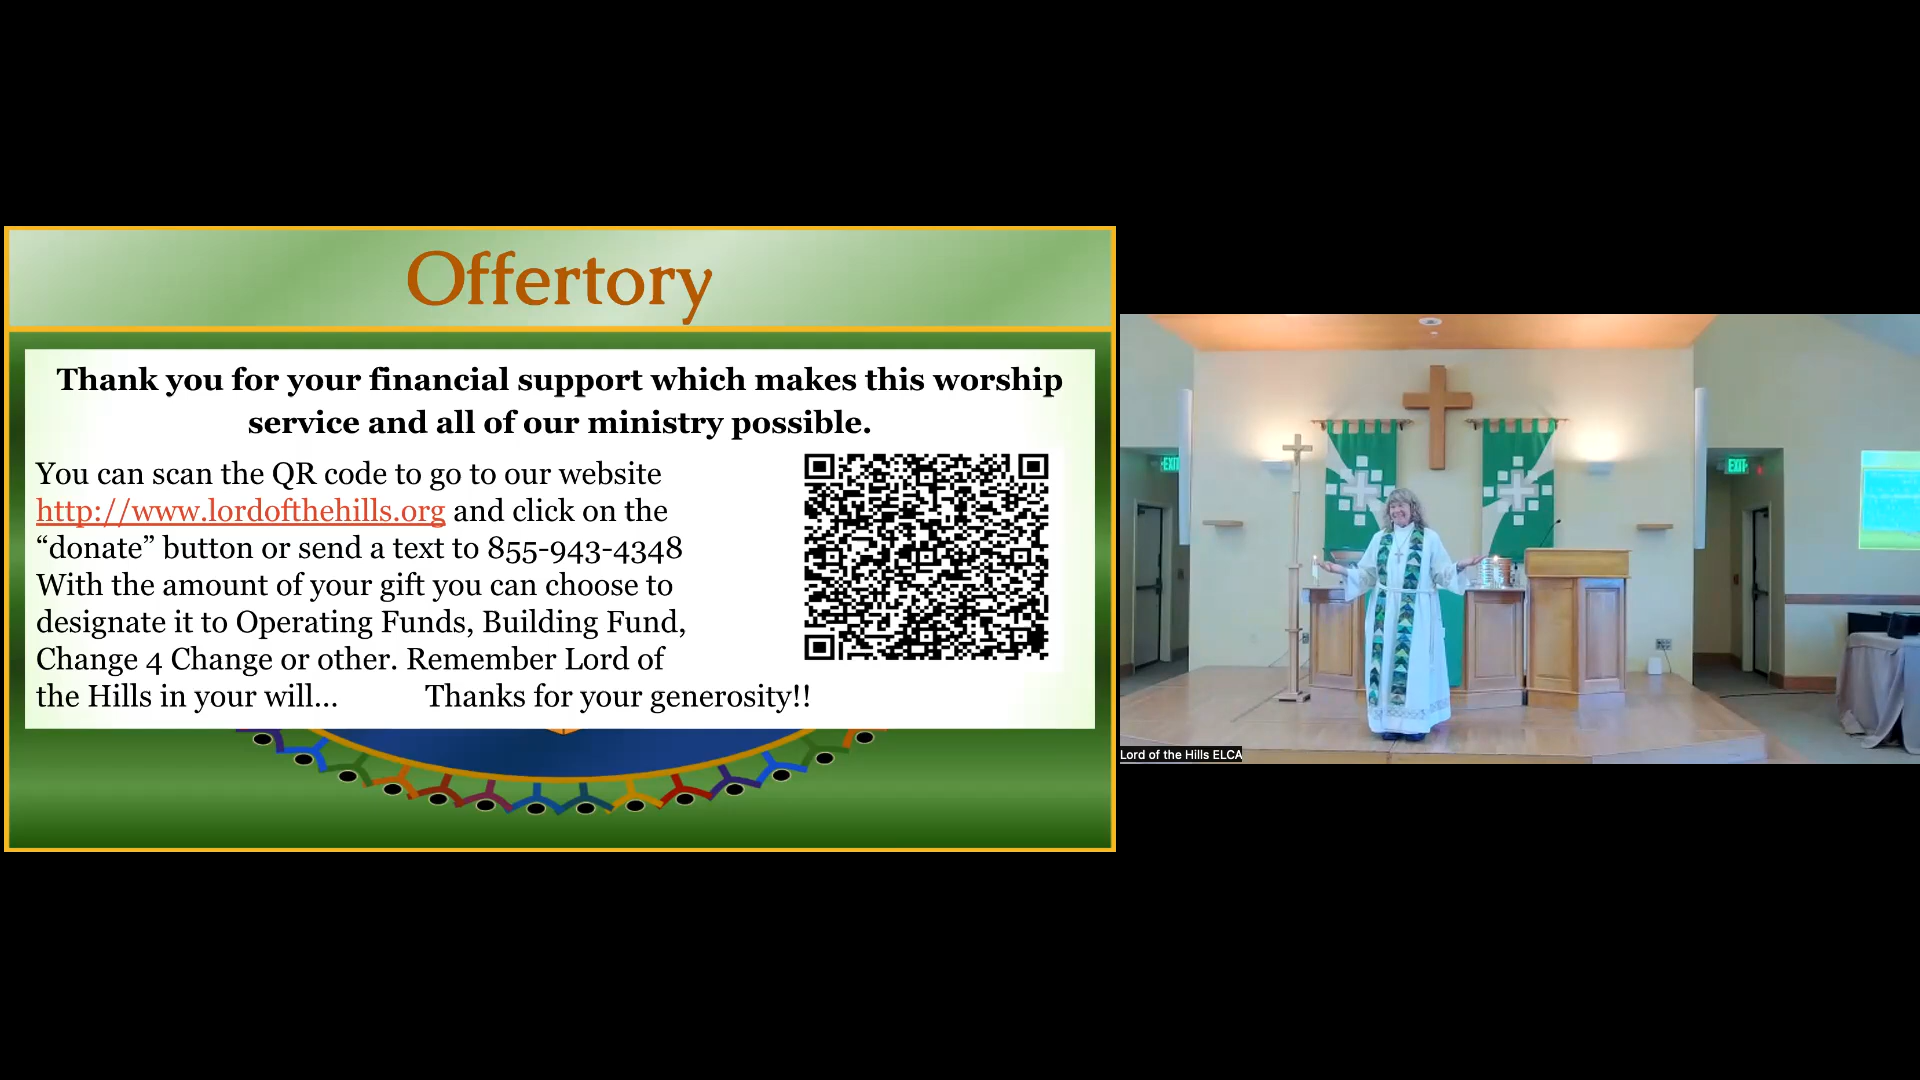 Offertory
Thank you for your financial support which makes this worship
service and all of our ministry possible.
You can scan the QR code to go to our website
http://www.lordofthehills.org and click on the
“donate” button or send a text to 855-943-4348
With the amount of your gift you can choose to
designate it to Operating Funds, Building Fund,
Change 4 Change or other. Remember Lord of
the Hills in your will... Thanks for your generosity!!
EXIT
EXIT
Lord of the Hills ELCA